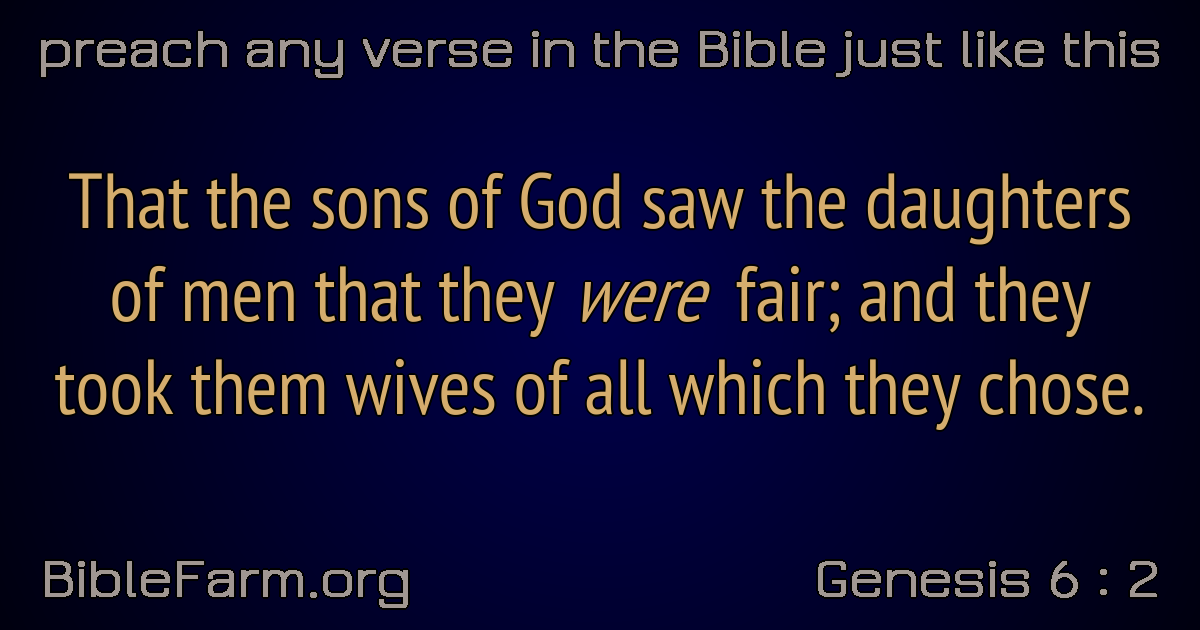 preach any verse in the Bible just like this
That the sons of God saw the daughters
of men that they were fair; and they
took them wives of all which they chose.
BibleFarm.org
Genesis 6 : 2